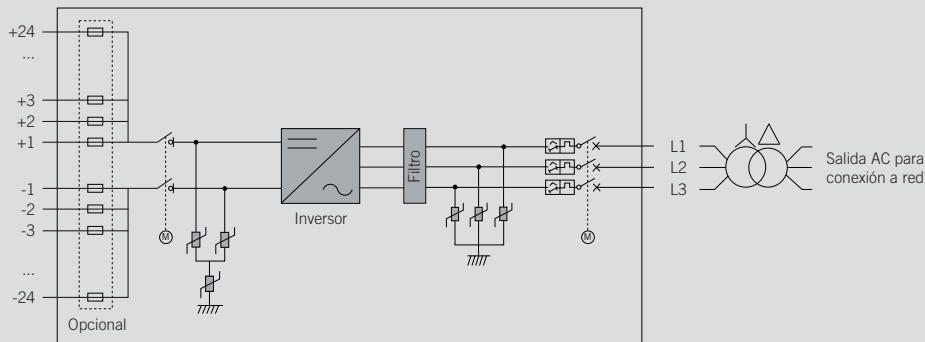 +24
...
+3
+2
+1
-1
-2
-3
...
-24
Opcional
M
Inversor
Filtro
M
L1
L2
L3
Salida AC para
conexión a red